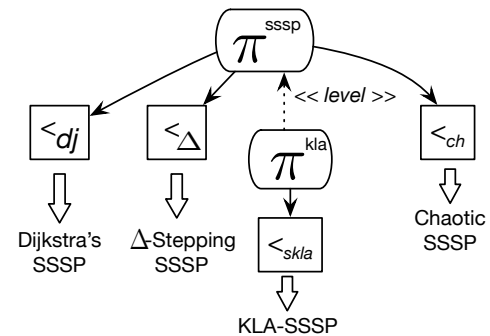 π^sssp
<< level >>
<_dj
<_Δ
π^kla
<_ch
Dijkstra's
SSSP
Δ-Stepping
SSSP
<_skla
Chaotic
SSSP
KLA-SSSP